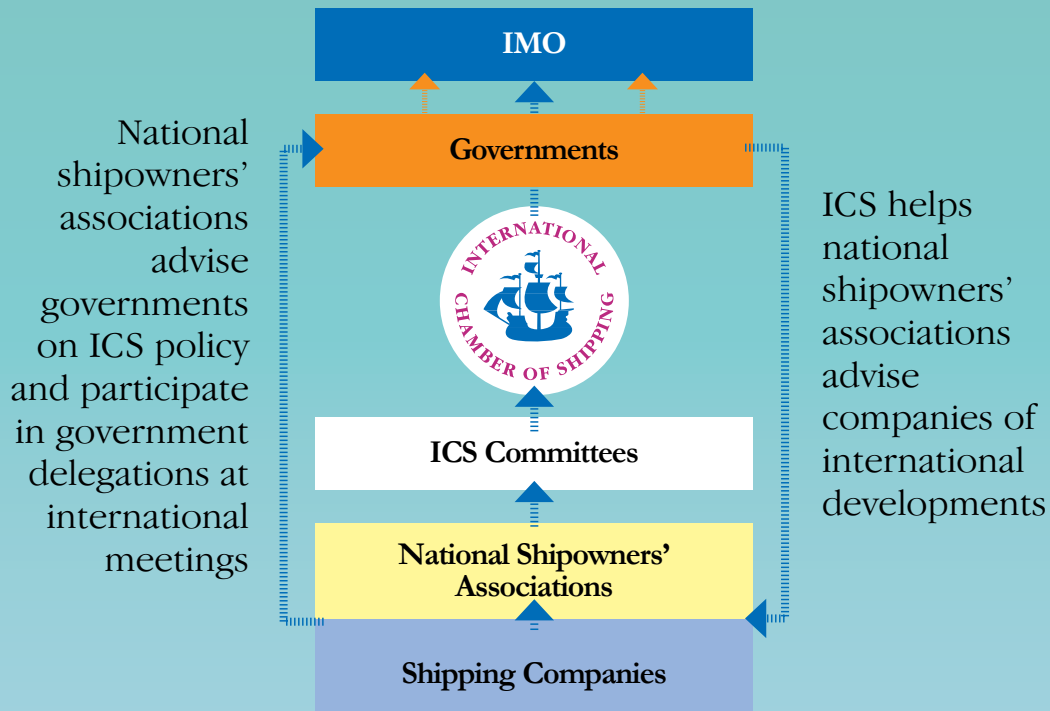 IMO
Governments
National
shipowners’
associations
advise
governments
on ICS policy
and participate
in government
delegations at
international
meetings
INTERNATIONAL
CHAMBER OF SHIPPING
ICS helps
national
shipowners’
associations
advise
companies of
international
developments
ICS Committees
National Shipowners’
Associations
Shipping Companies